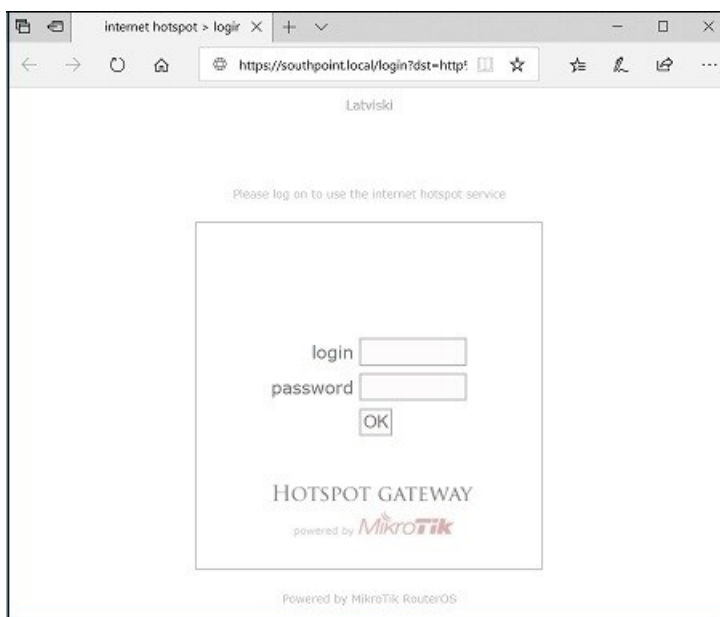 internet hotspot > login
https://southpoint.local/login?dst=http%
Latviski
Please log on to use the internet hotspot service
login
password
OK
HOTSPOT GATEWAY
powered by MikroTik
Powered by MikroTik RouterOS